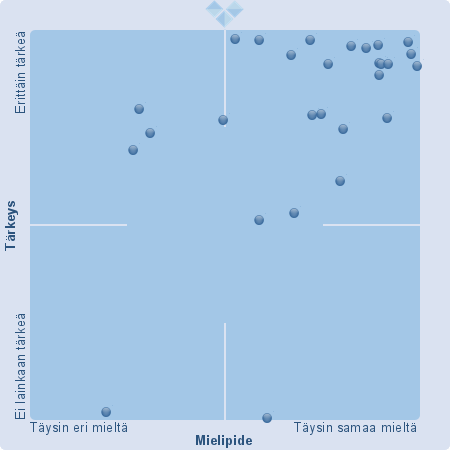 Erittäin tärkeä
Tärkeys
Ei lainkaan tärkeä
Täysin eri mieltä
Täysin samaa mieltä
Mielipide